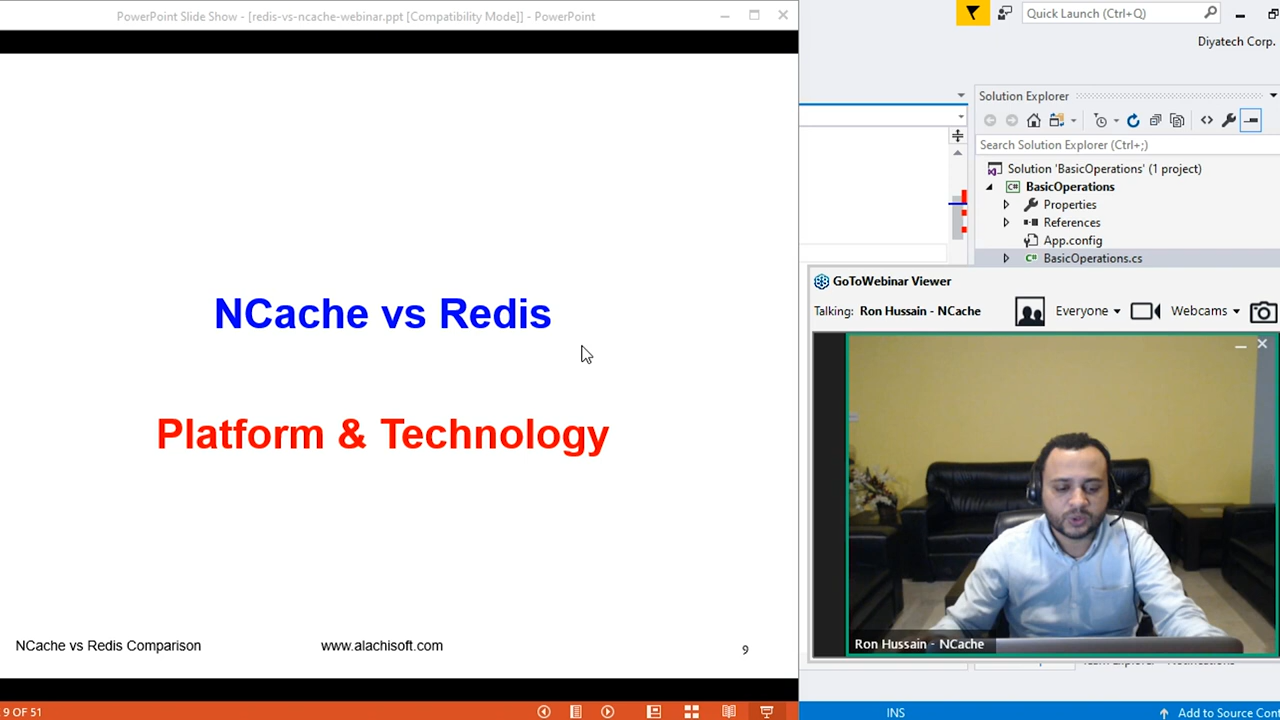 PowerPoint Slide Show - [redis-vs-ncache-webinar.ppt [Compatibility Mode]] - PowerPoint
NCache vs Redis
Platform & Technology
NCache vs Redis Comparison
www.alachisoft.com
9
9 OF 51
Quick Launch (Ctrl+Q)
Diyatech Corp.
Solution Explorer
Search Solution Explorer (Ctrl+;)
Solution 'BasicOperations' (1 project)
BasicOperations
Properties
References
App.config
BasicOperations.cs
GoToWebinar Viewer
Talking: Ron Hussain - NCache
Everyone
Webcams
Ron Hussain - NCache
INS
Add to Source Cont